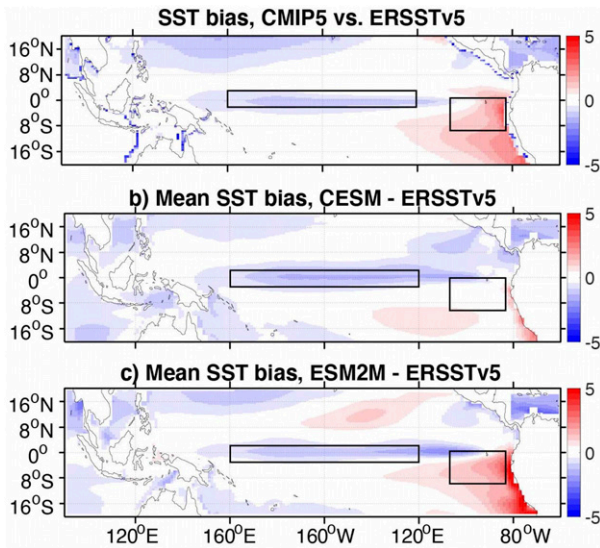 SST bias, CMIP5 vs. ERSSTv5
16°N
8°N
0°
8°S
16°S
5
0
-5
b) Mean SST bias, CESM - ERSSTv5
16°N
8°N
0°
8°S
16°S
5
0
-5
c) Mean SST bias, ESM2M - ERSSTv5
16°N
8°N
0°
8°S
16°S
5
0
-5
120°E 160°E 160°W 120°W 80°W